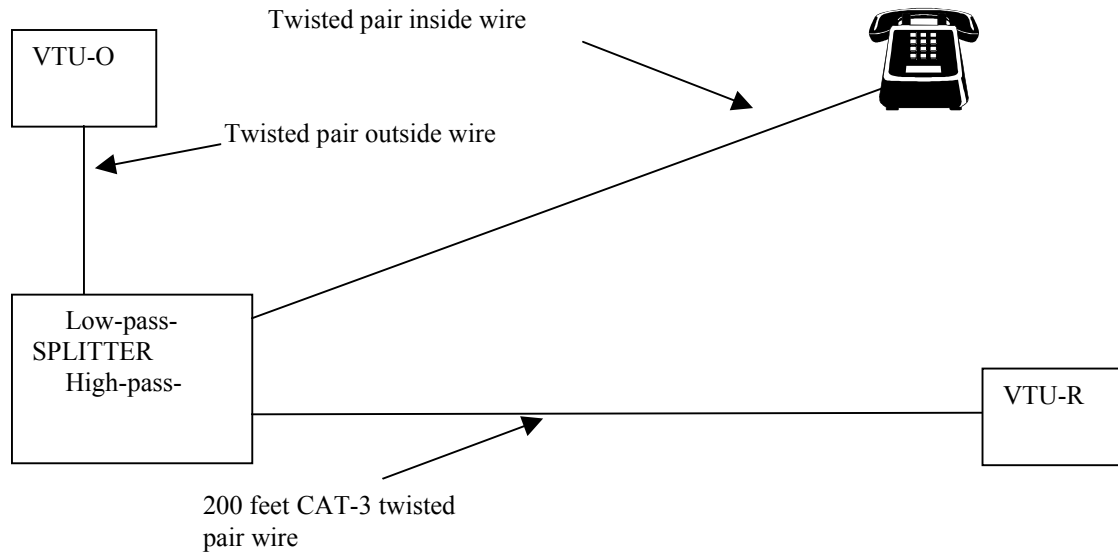 Twisted pair inside wire
VTU-O
Twisted pair outside wire
Low-pass-
SPLITTER
High-pass-
VTU-R
200 feet CAT-3 twisted
pair wire